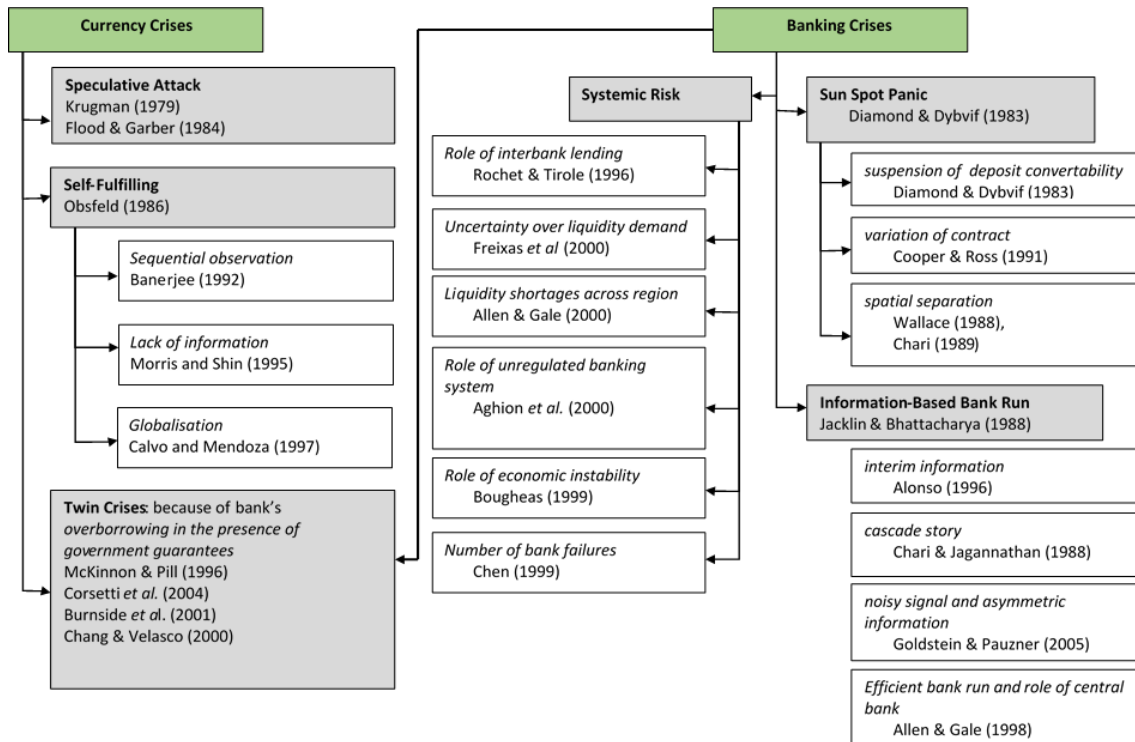 Currency Crises
Speculative Attack
Krugman (1979)
Flood & Garber (1984)
Self-Fulfilling
Obsfeld (1986)
Sequential observation
Banerjee (1992)
Lack of information
Morris and Shin (1995)
Globalisation
Calvo and Mendoza (1997)
Twin Crises: because of bank's
overborrowing in the presence of
government guarantees
McKinnon & Pill (1996)
Corsetti et al. (2004)
Burnside et al. (2001)
Chang & Velasco (2000)
Banking Crises
Systemic Risk
Role of interbank lending
Rochet & Tirole (1996)
Uncertainty over liquidity demand
Freixas et al (2000)
Liquidity shortages across region
Allen & Gale (2000)
Role of unregulated banking
system
Aghion et al. (2000)
Role of economic instability
Bougheas (1999)
Number of bank failures
Chen (1999)
Sun Spot Panic
Diamond & Dybvif (1983)
suspension of deposit convertability
Diamond & Dybvif (1983)
variation of contract
Cooper & Ross (1991)
spatial separation
Wallace (1988),
Chari (1989)
Information-Based Bank Run
Jacklin & Bhattacharya (1988)
interim information
Alonso (1996)
cascade story
Chari & Jagannathan (1988)
noisy signal and asymmetric
information
Goldstein & Pauzner (2005)
Efficient bank run and role of central
bank
Allen & Gale (1998)